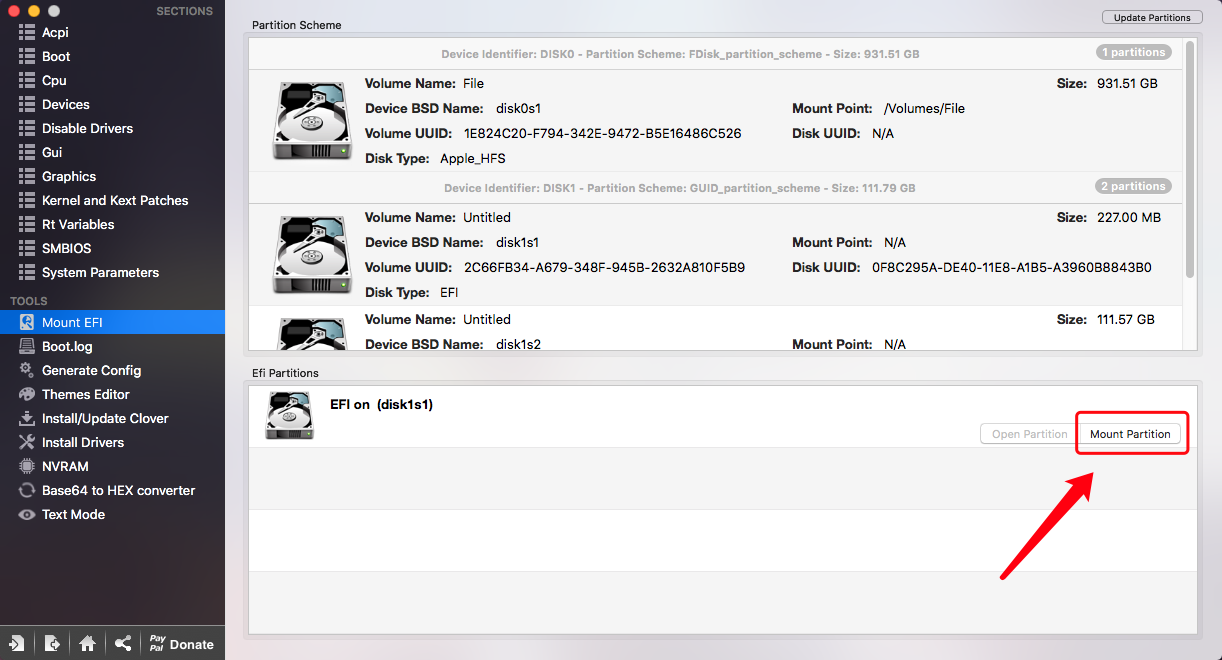 SECTIONS
Acpi
Boot
Cpu
Devices
Disable Drivers
Gui
Graphics
Kernel and Kext Patches
Rt Variables
SMBIOS
System Parameters
TOOLS
Mount EFI
Boot.log
Generate Config
Themes Editor
Install/Update Clover
Install Drivers
NVRAM
Base64 to HEX converter
Text Mode
Pay
Pal
Donate
Partition Scheme
Update Partitions
Device Identifier: DISK0 - Partition Scheme: FDisk_partition_scheme - Size: 931.51 GB
1 partitions
Volume Name: File
Size: 931.51 GB
Device BSD Name: disk0s1
Mount Point: /Volumes/File
Volume UUID: 1E824C20-F794-342E-9472-B5E16486C526
Disk UUID: N/A
Disk Type: Apple_HFS
Device Identifier: DISK1 - Partition Scheme: GUID_partition_scheme - Size: 111.79 GB
2 partitions
Volume Name: Untitled
Size: 227.00 MB
Device BSD Name: disk1s1
Mount Point: N/A
Volume UUID: 2C66FB34-A679-348F-945B-2632A810F5B9
Disk UUID: 0F8C295A-DE40-11E8-A1B5-A3960B8843B0
Disk Type: EFI
Volume Name: Untitled
Size: 111.57 GB
Device BSD Name: disk1s2
Mount Point: N/A
Efi Partitions
EFI on (disk1s1)
Open Partition
Mount Partition